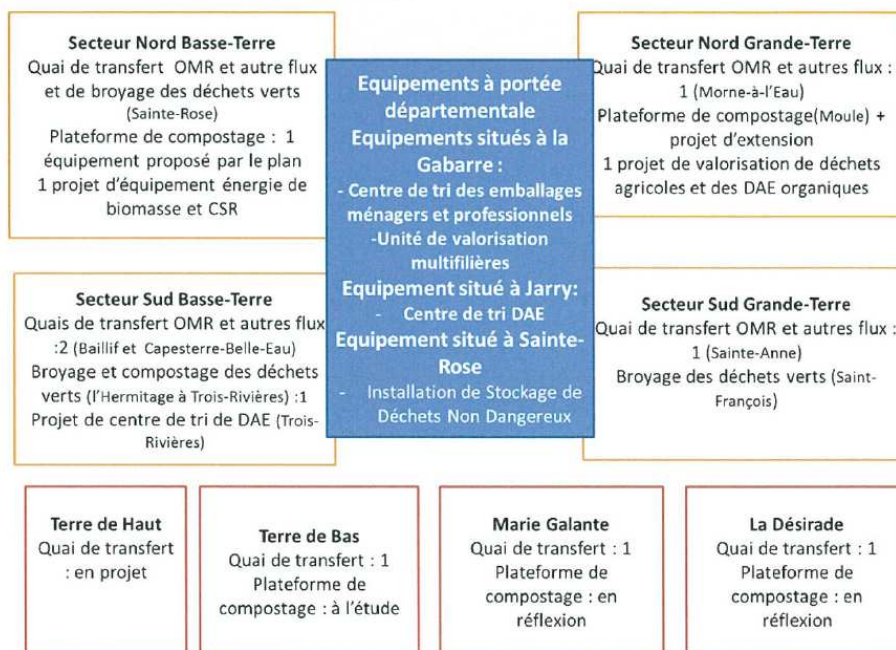 Secteur Nord Basse-Terre
Quai de transfert OMR et autre flux
et de broyage des déchets verts
(Sainte-Rose)
Plateforme de compostage : 1
équipement proposé par le plan
1 projet d'équipement énergie de
biomasse et CSR
Equipements à portée
départementale
Equipements situés à la
Gabarre :
- Centre de tri des emballages
ménagers et professionnels
-Unité de valorisation
multifilières
Equipement situé à Jarry:
- Centre de tri DAE
Equipement situé à Sainte-
Rose
- Installation de Stockage de
Déchets Non Dangereux
Secteur Nord Grande-Terre
Quai de transfert OMR et autres flux :
1 (Morne-à-l'Eau)
Plateforme de compostage(Moule) +
projet d'extension
1 projet de valorisation de déchets
agricoles et des DAE organiques
Secteur Sud Basse-Terre
Quais de transfert OMR et autres flux
:2 (Baillif et Capesterre-Belle-Eau)
Broyage et compostage des déchets
verts (l'Hermitage à Trois-Rivières) :1
Projet de centre de tri de DAE (Trois-
Rivières)
Secteur Sud Grande-Terre
Quai de transfert OMR et autres flux :
1 (Sainte-Anne)
Broyage des déchets verts (Saint-
François)
Terre de Haut
Quai de transfert
: en projet
Terre de Bas
Quai de transfert : 1
Plateforme de
compostage : à l'étude
Marie Galante
Quai de transfert : 1
Plateforme de
compostage : en
réflexion
La Désirade
Quai de transfert : 1
Plateforme de
compostage : en
réflexion